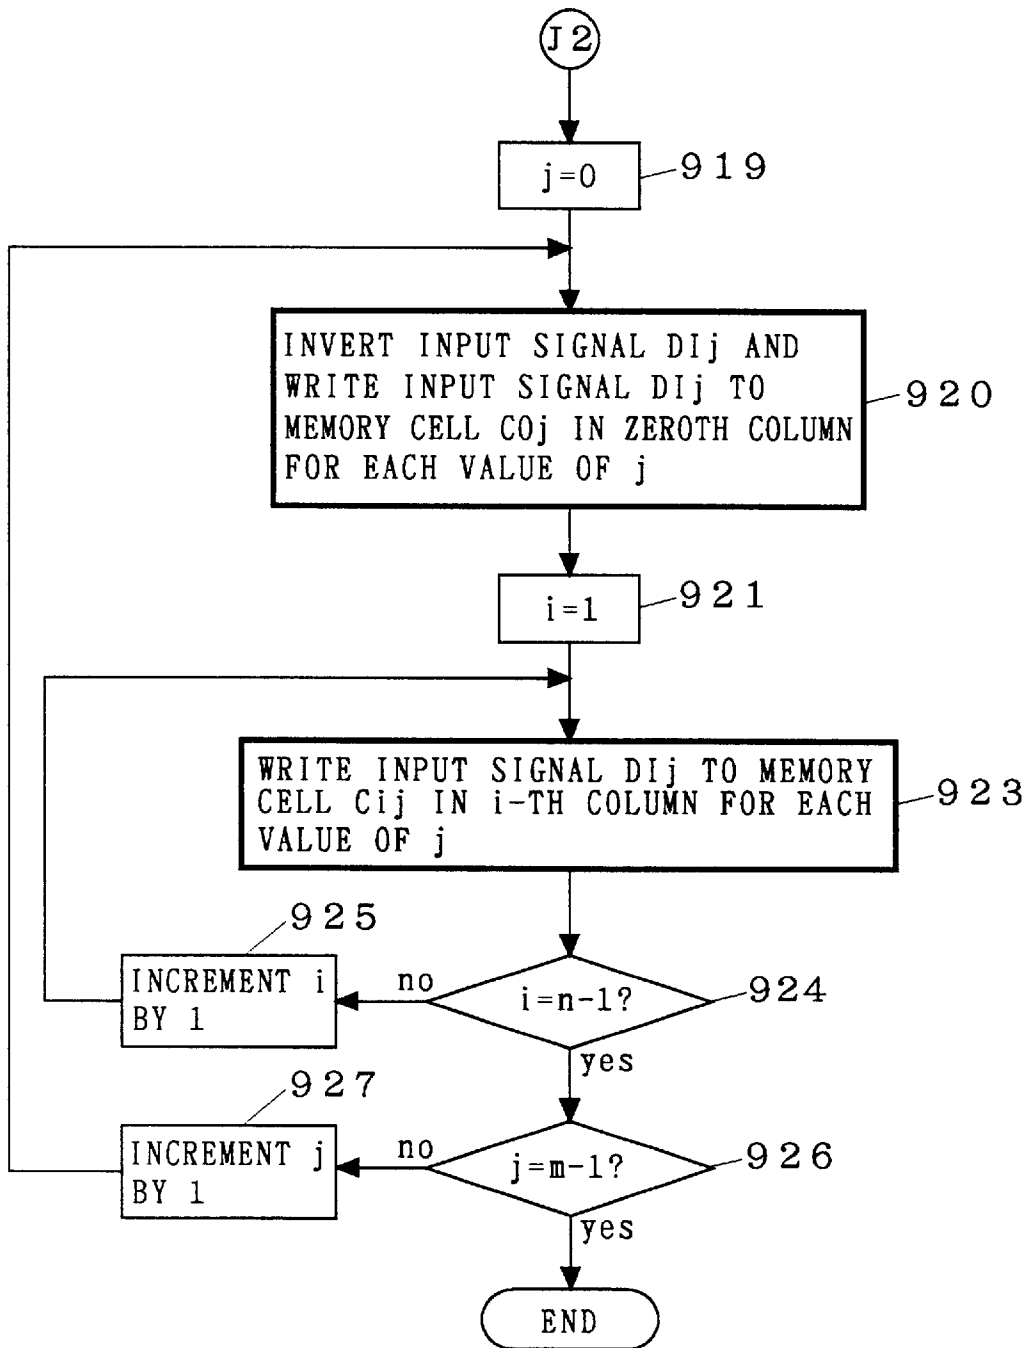 J2
j=0
919
INVERT INPUT SIGNAL DIj AND
WRITE INPUT SIGNAL DIj TO
MEMORY CELL C0j IN ZEROTH COLUMN
FOR EACH VALUE OF j
920
i=1
921
WRITE INPUT SIGNAL DIj TO MEMORY
CELL Cij IN i-TH COLUMN FOR EACH
VALUE OF j
923
925
INCREMENT i
BY 1
no
i=n-1?
924
yes
927
INCREMENT j
BY 1
no
j=m-1?
926
yes
END